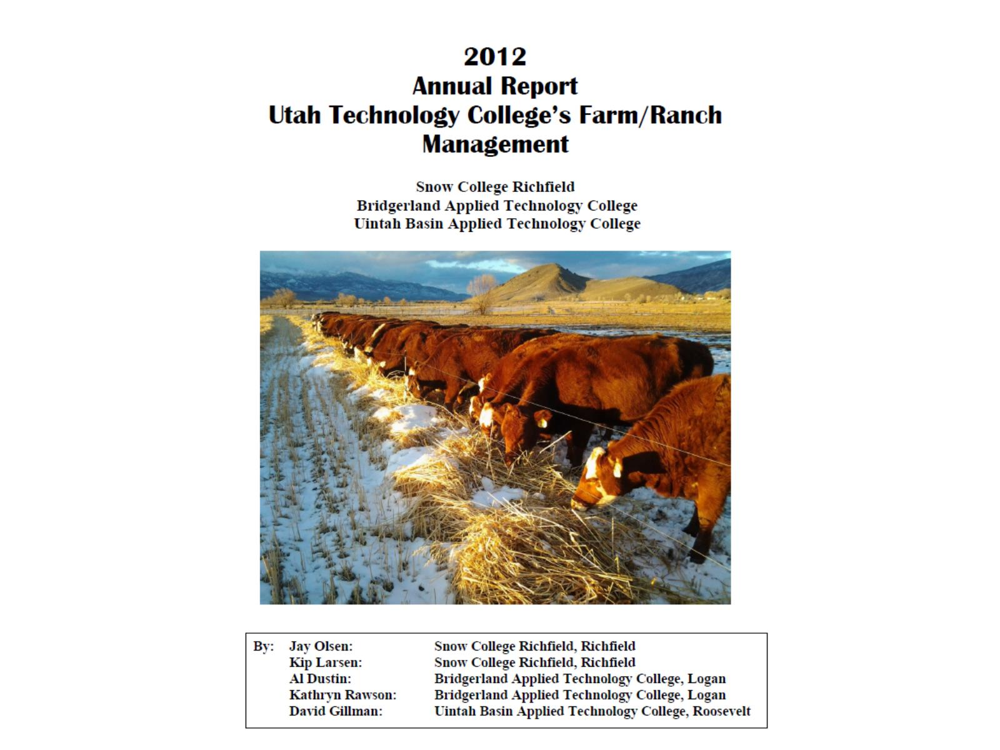 2012
Annual Report
Utah Technology College's Farm/Ranch
Management
Snow College Richfield
Bridgerland Applied Technology College
Uintah Basin Applied Technology College
By: Jay Olsen: Snow College Richfield, Richfield
Kip Larsen: Snow College Richfield, Richfield
Al Dustin: Bridgerland Applied Technology College, Logan
Kathryn Rawson: Bridgerland Applied Technology College, Logan
David Gillman: Uintah Basin Applied Technology College, Roosevelt